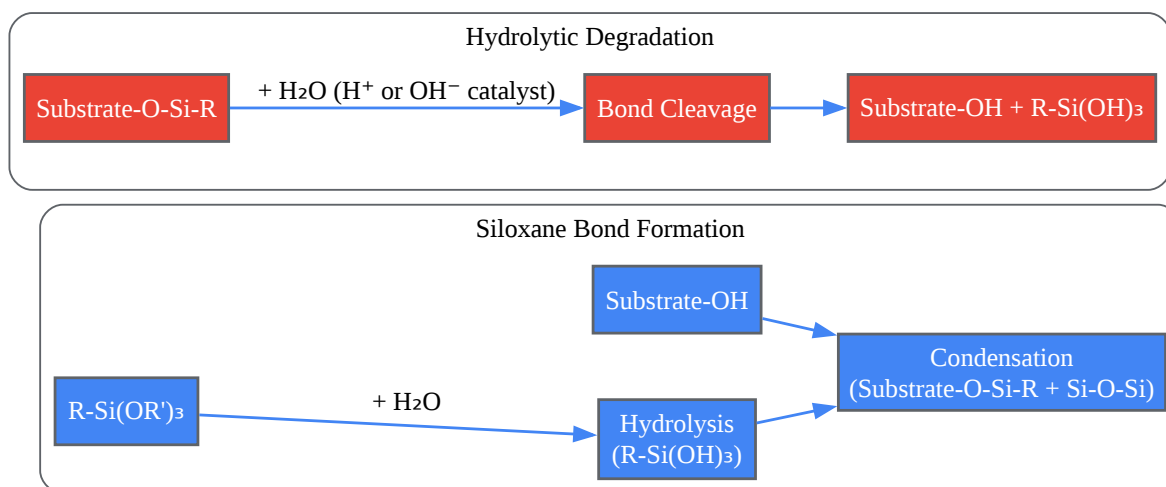 Hydrolytic Degradation
Substrate-O-Si-R
+ H₂O (H⁺ or OH⁻ catalyst)
Bond Cleavage
Substrate-OH + R-Si(OH)₃
Siloxane Bond Formation
Substrate-OH
R-Si(OR')₃
+ H₂O
Hydrolysis
(R-Si(OH)₃)
Condensation
(Substrate-O-Si-R + Si-O-Si)